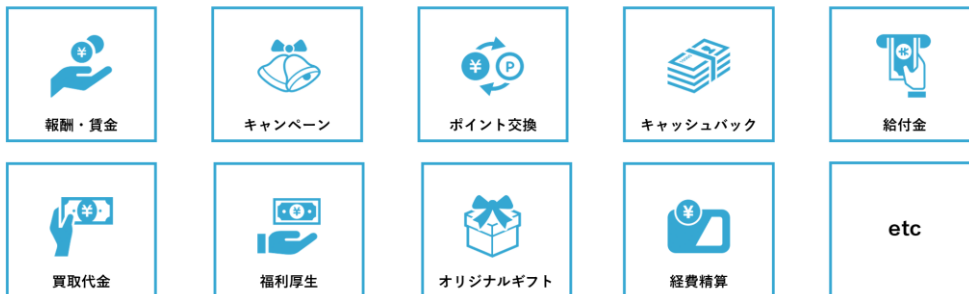 報酬・賃金
キャンペーン
ポイント交換
キャッシュバック
給付金
買取代金
福利厚生
オリジナルギフト
経費精算
etc